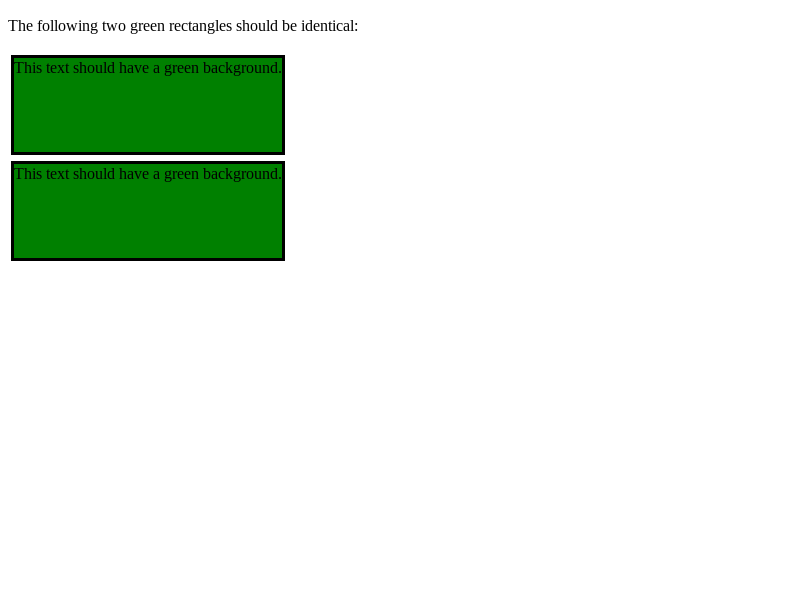 The following two green rectangles should be identical:
This text should have a green background.
This text should have a green background.